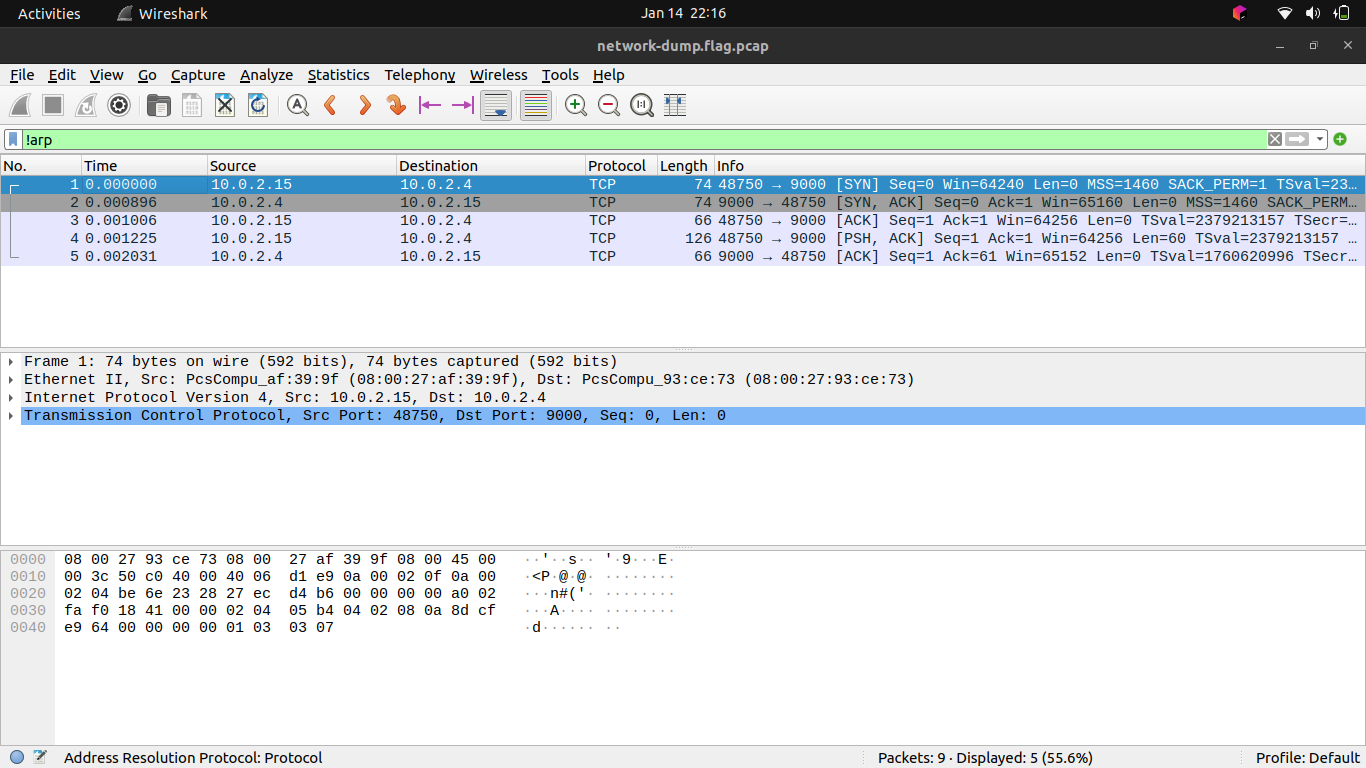 Activities Wireshark Jan 14 22:16
network-dump.flag.pcap
File Edit View Go Capture Analyze Statistics Telephony Wireless Tools Help
!arp
No. Time Source Destination Protocol Length Info
1 0.000000 10.0.2.15 10.0.2.4 TCP 74 48750 → 9000 [SYN] Seq=0 Win=64240 Len=0 MSS=1460 SACK_PERM=1 TSval=23…
2 0.000896 10.0.2.4 10.0.2.15 TCP 74 9000 → 48750 [SYN, ACK] Seq=0 Ack=1 Win=65160 Len=0 MSS=1460 SACK_PERM…
3 0.001006 10.0.2.15 10.0.2.4 TCP 66 48750 → 9000 [ACK] Seq=1 Ack=1 Win=64256 Len=0 TSval=2379213157 TSecr=…
4 0.001225 10.0.2.15 10.0.2.4 TCP 126 48750 → 9000 [PSH, ACK] Seq=1 Ack=1 Win=64256 Len=60 TSval=2379213157 …
5 0.002031 10.0.2.4 10.0.2.15 TCP 66 9000 → 48750 [ACK] Seq=1 Ack=61 Win=65152 Len=0 TSval=1760620996 TSecr…
Frame 1: 74 bytes on wire (592 bits), 74 bytes captured (592 bits)
Ethernet II, Src: PcsCompu_af:39:9f (08:00:27:af:39:9f), Dst: PcsCompu_93:ce:73 (08:00:27:93:ce:73)
Internet Protocol Version 4, Src: 10.0.2.15, Dst: 10.0.2.4
Transmission Control Protocol, Src Port: 48750, Dst Port: 9000, Seq: 0, Len: 0
0000 08 00 27 93 ce 73 08 00 27 af 39 9f 08 00 45 00 ··'··s·· '·9···E·
0010 00 3c 50 c0 40 00 40 06 d1 e9 0a 00 02 0f 0a 00 ·<P·@·@· ········
0020 02 04 be 6e 23 28 27 ec d4 b6 00 00 00 00 a0 02 ···n#('· ········
0030 fa f0 18 41 00 00 02 04 05 b4 04 02 08 0a 8d cf ···A···· ········
0040 e9 64 00 00 00 00 01 03 03 07 ·d······ ··
Address Resolution Protocol: Protocol Packets: 9 · Displayed: 5 (55.6%) Profile: Default